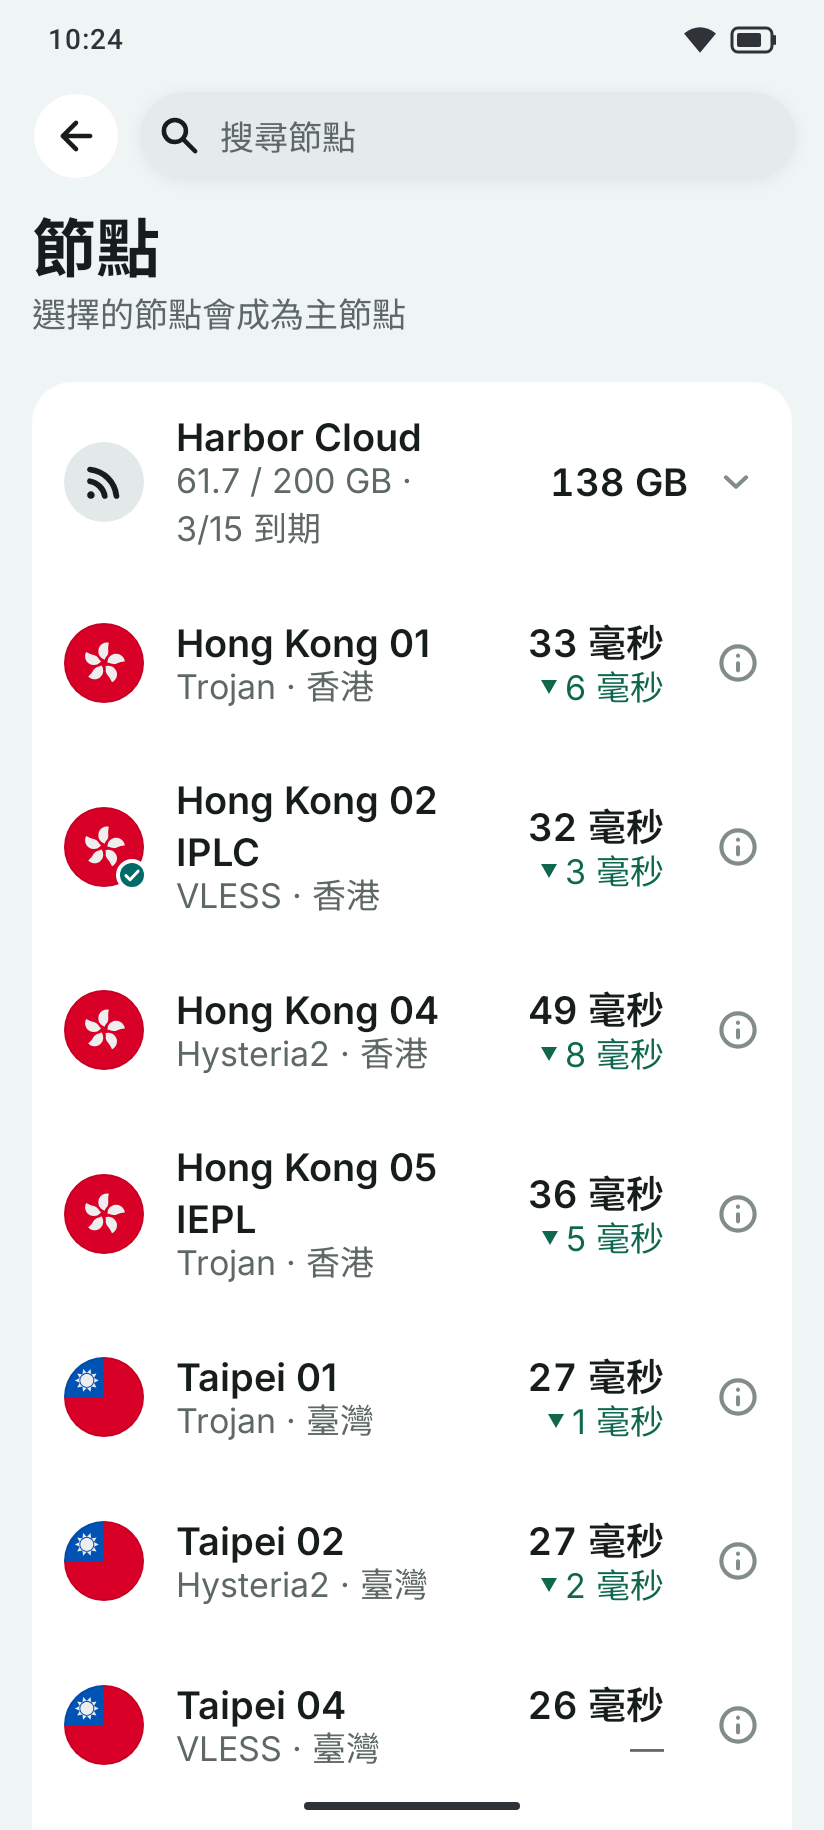 10:24
搜尋節點
節點
選擇的節點會成為主節點
Harbor Cloud
61.7 / 200 GB ·
3/15 到期
138 GB
Hong Kong 01
Trojan · 香港
33 毫秒
▼6 毫秒
Hong Kong 02
IPLC
VLESS · 香港
32 毫秒
▼3 毫秒
Hong Kong 04
Hysteria2 · 香港
49 毫秒
▼8 毫秒
Hong Kong 05
IEPL
Trojan · 香港
36 毫秒
▼5 毫秒
Taipei 01
Trojan · 臺灣
27 毫秒
▼1 毫秒
Taipei 02
Hysteria2 · 臺灣
27 毫秒
▼2 毫秒
Taipei 04
VLESS · 臺灣
26 毫秒
—